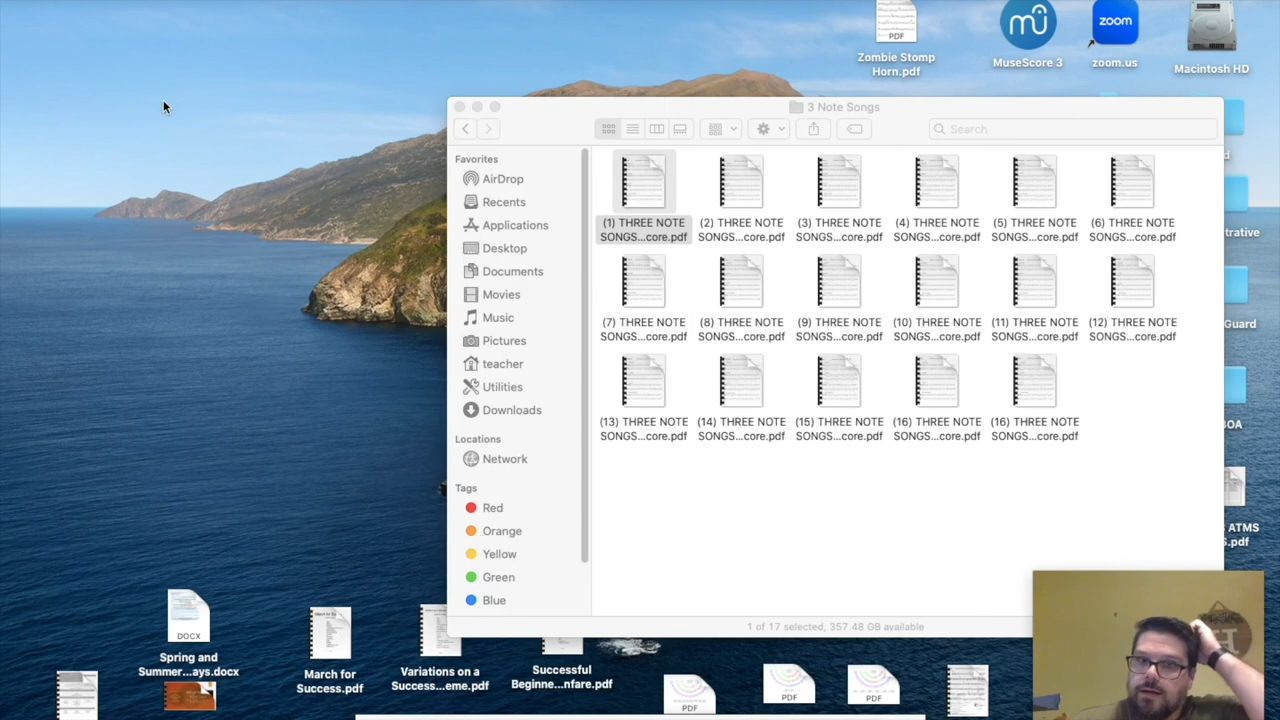 PDF
Zombie Stomp
Horn.pdf
MuseScore 3
zoom
zoom.us
Macintosh HD
3 Note Songs
Search
Favorites
AirDrop
Recents
Applications
Desktop
Documents
Movies
Music
Pictures
teacher
Utilities
Downloads
Locations
Network
Tags
Red
Orange
Yellow
Green
Blue
(1) THREE NOTE
SONGS...core.pdf
(2) THREE NOTE
SONGS...core.pdf
(3) THREE NOTE
SONGS...core.pdf
(4) THREE NOTE
SONGS...core.pdf
(5) THREE NOTE
SONGS...core.pdf
(6) THREE NOTE
SONGS...core.pdf
(7) THREE NOTE
SONGS...core.pdf
(8) THREE NOTE
SONGS...core.pdf
(9) THREE NOTE
SONGS...core.pdf
(10) THREE NOTE
SONGS...core.pdf
(11) THREE NOTE
SONGS...core.pdf
(12) THREE NOTE
SONGS...core.pdf
(13) THREE NOTE
SONGS...core.pdf
(14) THREE NOTE
SONGS...core.pdf
(15) THREE NOTE
SONGS...core.pdf
(16) THREE NOTE
SONGS...core.pdf
(16) THREE NOTE
SONGS...core.pdf
1 of 17 selected, 357.48 GB available
trative
Guard
OA
ATMS
S.pdf
DOCX
Spring and
Summer...ays.docx
March for
Success.pdf
Variations on a
Success...eme.pdf
Successful
Beginne...nfare.pdf
PDF
PDF
PDF